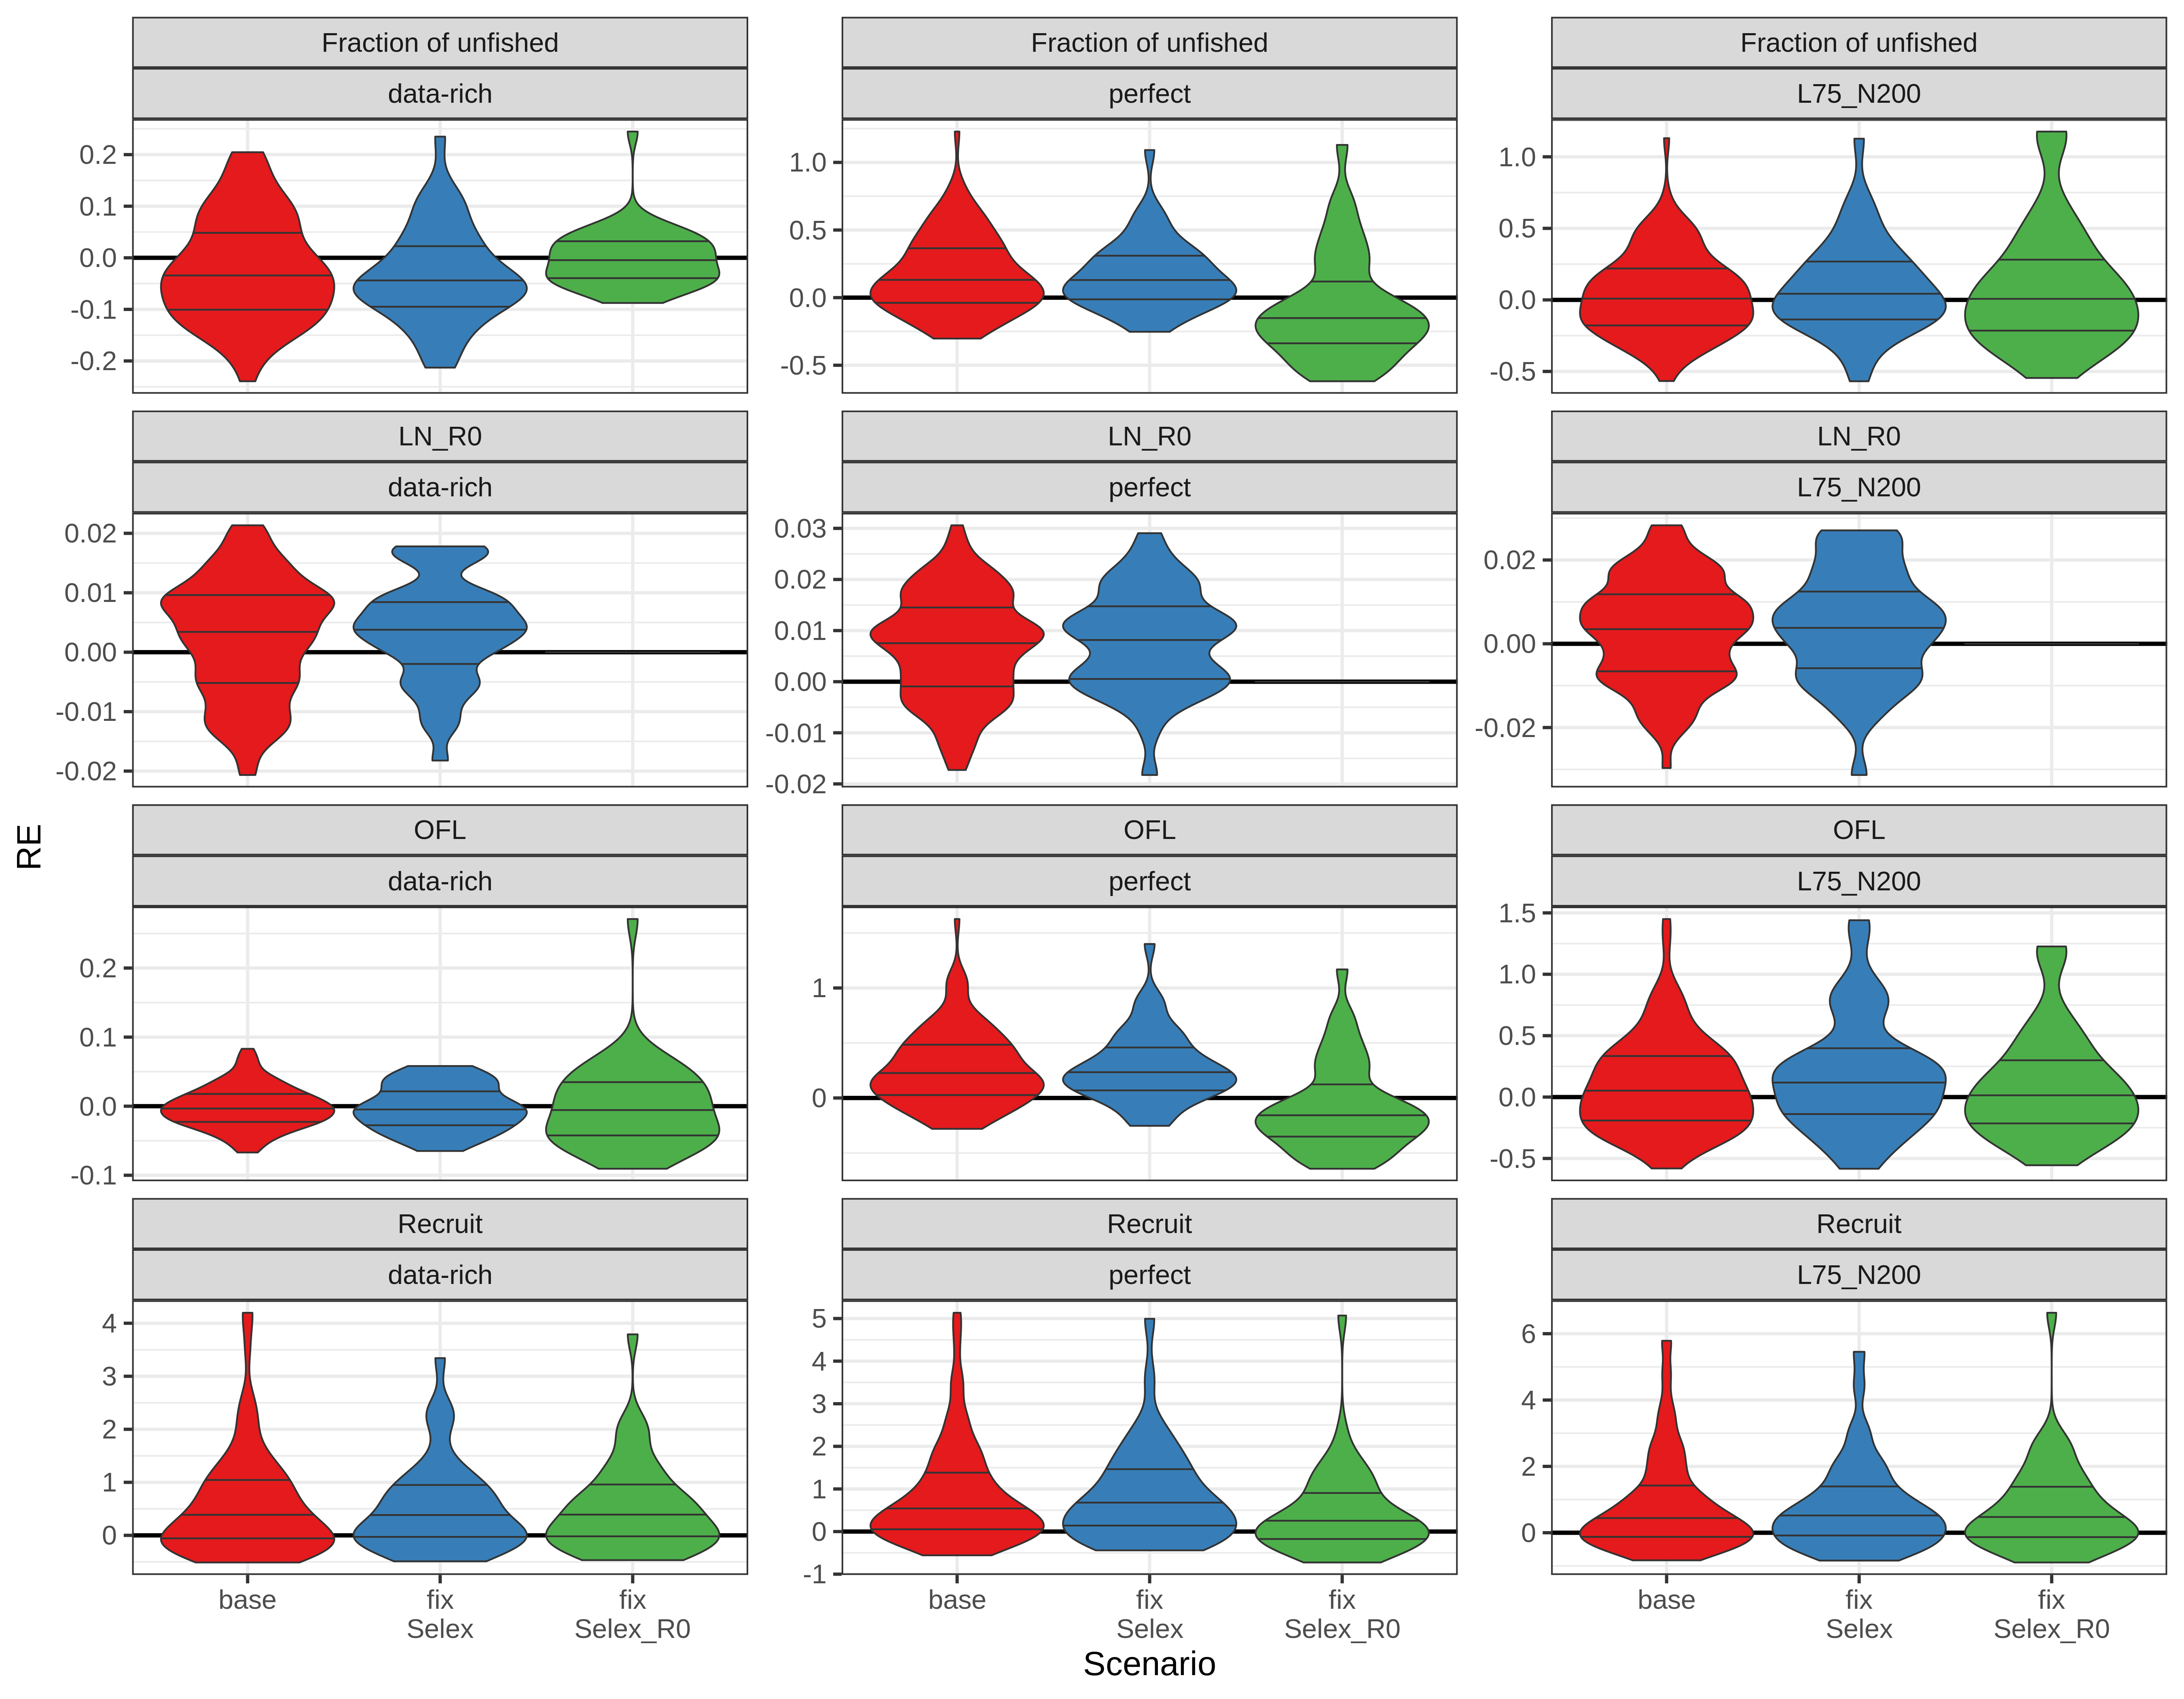 Fraction of unfished
data-rich
0.2
0.1
0.0
-0.1
-0.2
Fraction of unfished
perfect
1.0
0.5
0.0
-0.5
Fraction of unfished
L75_N200
1.0
0.5
0.0
-0.5
LN_R0
data-rich
0.02
0.01
0.00
-0.01
-0.02
LN_R0
perfect
0.03
0.02
0.01
0.00
-0.01
-0.02
LN_R0
L75_N200
0.02
0.00
-0.02
RE
OFL
data-rich
0.2
0.1
0.0
-0.1
OFL
perfect
1
0
OFL
L75_N200
1.5
1.0
0.5
0.0
-0.5
Recruit
data-rich
4
3
2
1
0
Recruit
perfect
5
4
3
2
1
0
-1
Recruit
L75_N200
6
4
2
0
base
fix
Selex
fix
Selex_R0
base
fix
Selex
fix
Selex_R0
base
fix
Selex
fix
Selex_R0
Scenario